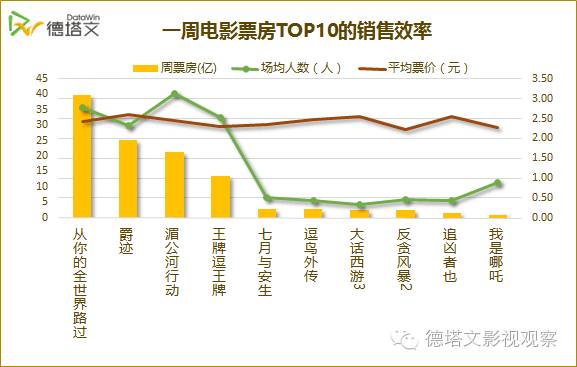 DataWin
德塔文
一周电影票房TOP10的销售效率
周票房(亿)
场均人数（人）
平均票价（元）
45
40
35
30
25
20
15
10
5
0
3.50
3.00
2.50
2.00
1.50
1.00
0.50
0.00
从你的全世界路过
爵迹
湄公河行动
王牌逗王牌
七月与安生
逗鸟外传
大话西游3
反贪风暴2
追凶者也
我是哪吒
德塔文影视观察